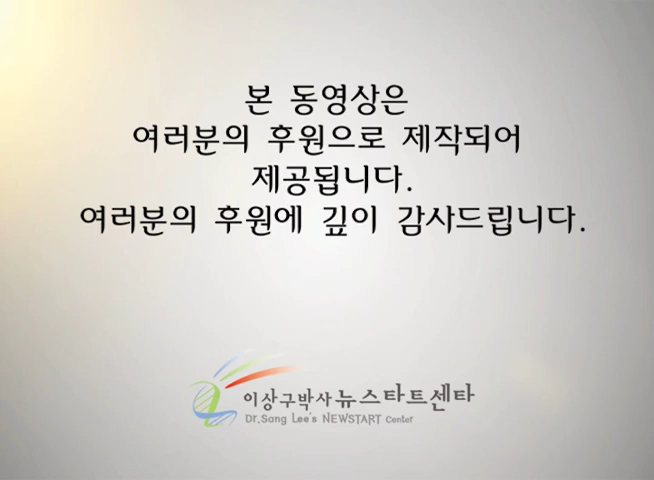 본 동영상은
여러분의 후원으로 제작되어
제공됩니다.
여러분의 후원에 깊이 감사드립니다.
이상구박사뉴스타트센타
Dr.Sang Lee's NEWSTART Center